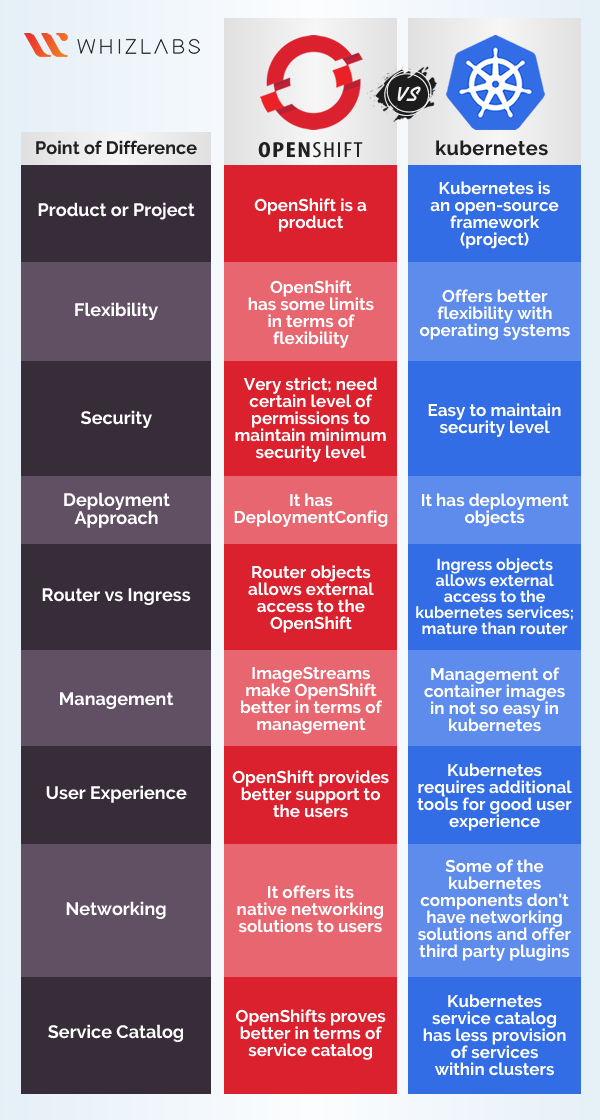 WHIZLABS
VS
OPENSHIFT
kubernetes
Point of Difference
Product or Project
OpenShift is a
product
Kubernetes is
an open-source
framework
(project)
Flexibility
OpenShift
has some limits
in terms of
flexibility
Offers better
flexibility with
operating systems
Security
Very strict; need
certain level of
permissions to
maintain minimum
security level
Easy to maintain
security level
Deployment
Approach
It has
DeploymentConfig
It has deployment
objects
Router vs Ingress
Router objects
allows external
access to the
OpenShift
Ingress objects
allows external
access to the
kubernetes services;
mature than router
Management
ImageStreams
make OpenShift
better in terms of
management
Management of
container images
in not so easy in
kubernetes
User Experience
OpenShift provides
better support to
the users
Kubernetes
requires additional
tools for good user
experience
Networking
It offers its
native networking
solutions to users
Some of the
kubernetes
components don't
have networking
solutions and offer
third party plugins
Service Catalog
OpenShifts proves
better in terms of
service catalog
Kubernetes
service catalog
has less provision
of services
within clusters